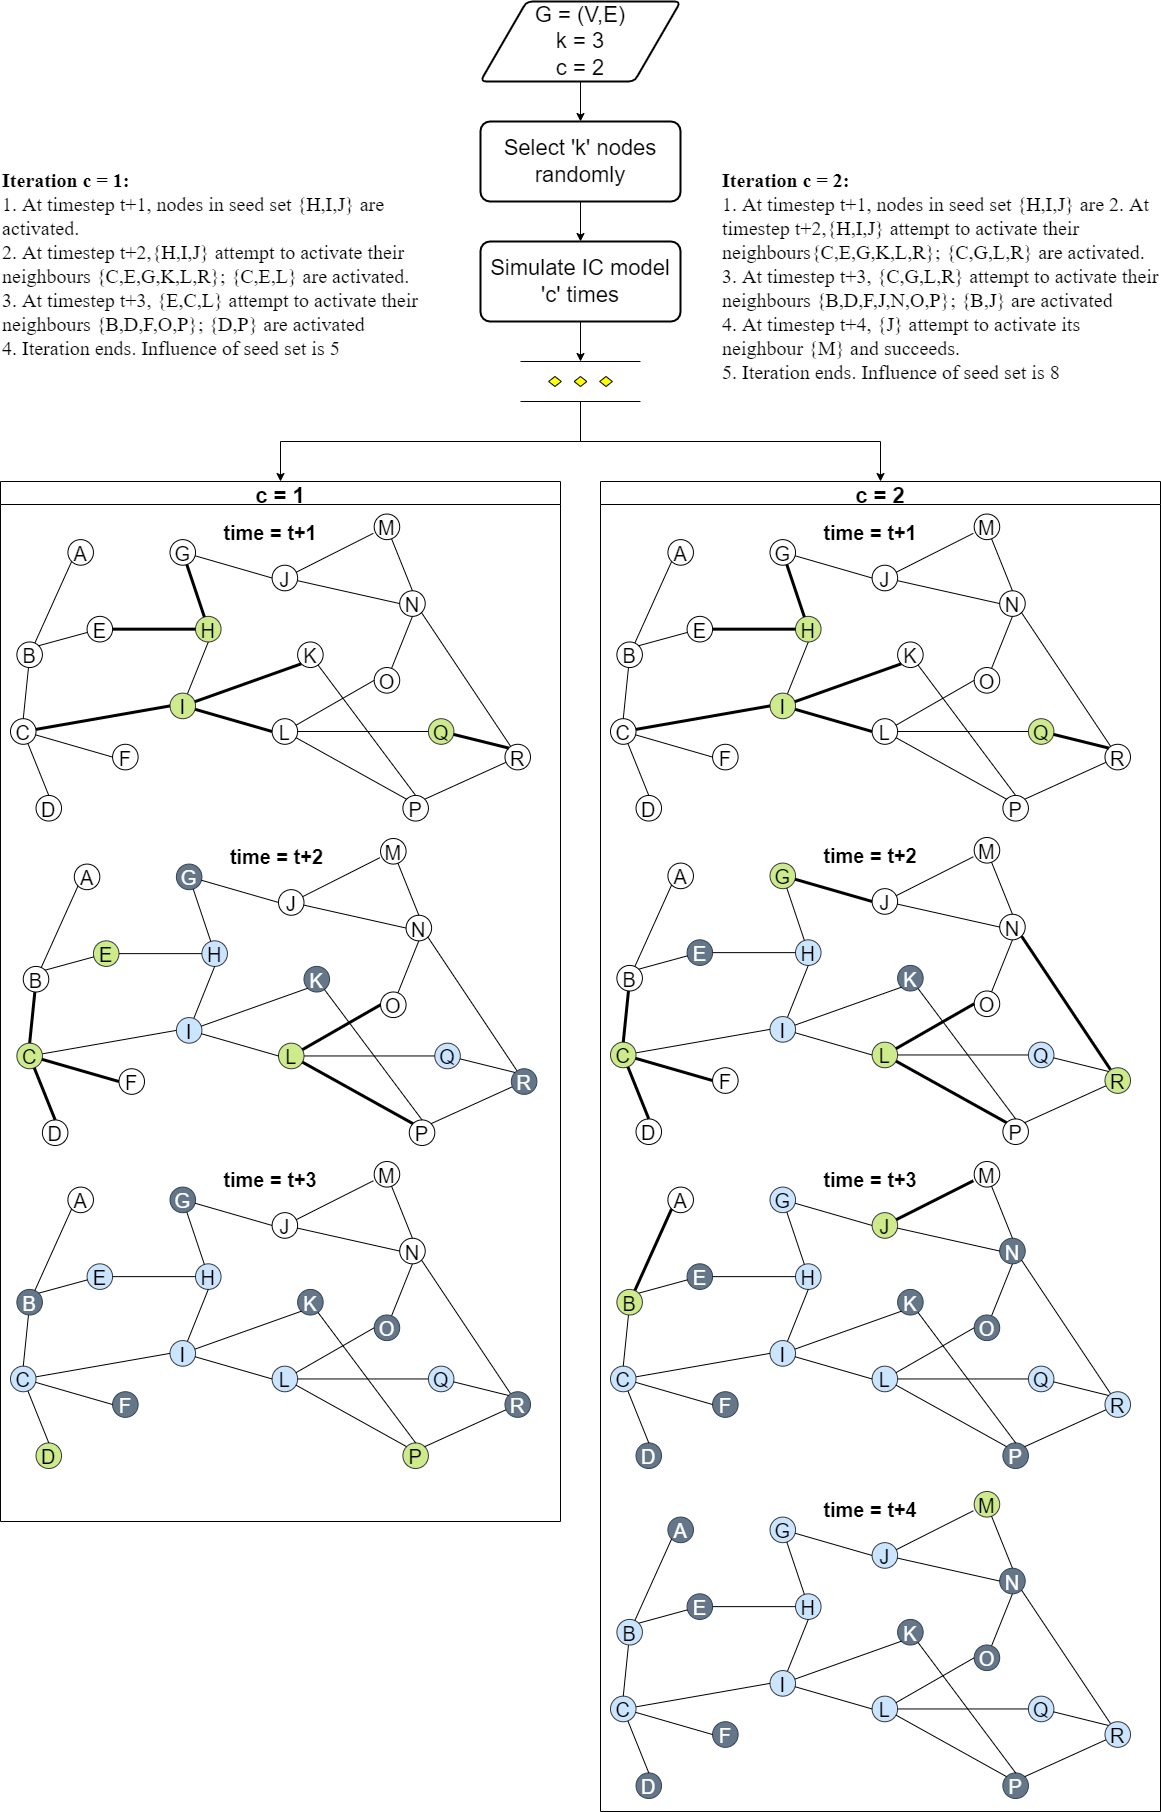 G = (V,E)
k = 3
c = 2
Select 'k' nodes
randomly
Simulate IC model
'c' times
Iteration c = 1:
1. At timestep t+1, nodes in seed set {H,I,J} are
activated.
2. At timestep t+2,{H,I,J} attempt to activate their
neighbours {C,E,G,K,L,R}; {C,E,L} are activated.
3. At timestep t+3, {E,C,L} attempt to activate their
neighbours {B,D,F,O,P}; {D,P} are activated
4. Iteration ends. Influence of seed set is 5
Iteration c = 2:
1. At timestep t+1, nodes in seed set {H,I,J} are 2. At
timestep t+2,{H,I,J} attempt to activate their
neighbours{C,E,G,K,L,R}; {C,G,L,R} are activated.
3. At timestep t+3, {C,G,L,R} attempt to activate their
neighbours {B,D,F,J,N,O,P}; {B,J} are activated
4. At timestep t+4, {J} attempt to activate its
neighbour {M} and succeeds.
5. Iteration ends. Influence of seed set is 8
c = 1
time = t+1
M
A
G
J
N
E
H
B
K
O
I
C
L
Q
F
R
D
P
time = t+2
M
A
G
J
N
E
H
B
K
O
I
C
L
Q
F
R
D
P
time = t+3
M
A
G
J
N
E
H
B
K
O
I
C
L
Q
F
R
D
P
c = 2
time = t+1
M
A
G
J
N
E
H
B
K
O
I
C
L
Q
F
R
D
P
time = t+2
M
A
G
J
N
E
H
B
K
O
I
C
L
Q
F
R
D
P
time = t+3
M
A
G
J
N
E
H
B
K
O
I
C
L
Q
F
R
D
P
time = t+4
M
A
G
J
N
E
H
B
K
O
I
C
L
Q
F
R
D
P